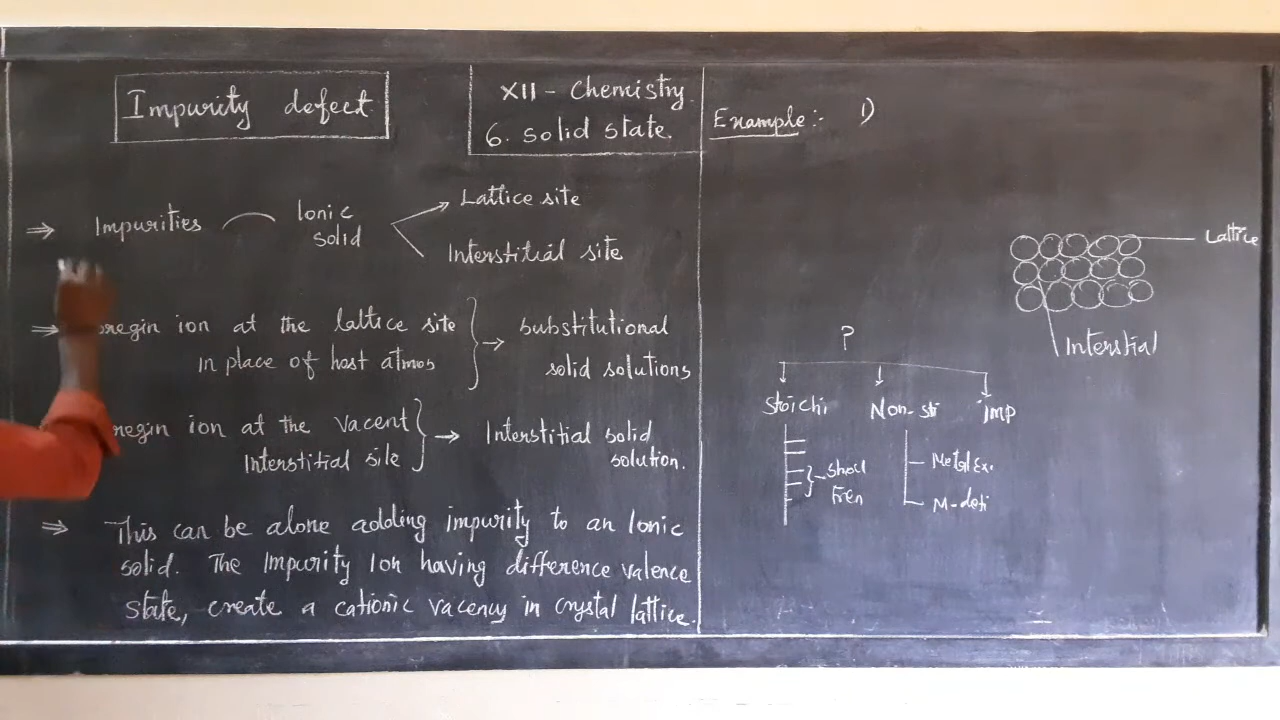 Impurity defect
XII - Chemistry
6. Solid state.
⇒ Impurities Ionic solid
Lattice site
Interstitial site
⇒ oregin ion at the lattice site
in place of host atmos
→ substitutional
solid solutions
regin ion at the vacent
Interstitial site
→ Interstitial solid
solution.
⇒ This can be alone adding impurity to an Ionic
solid. The Impurity Ion having difference valence
state, create a cationic vacency in crystal lattice.
Example:- 1)
Lattice
Interstial
?
Stoichi Non-sti imp
Metal Ex.